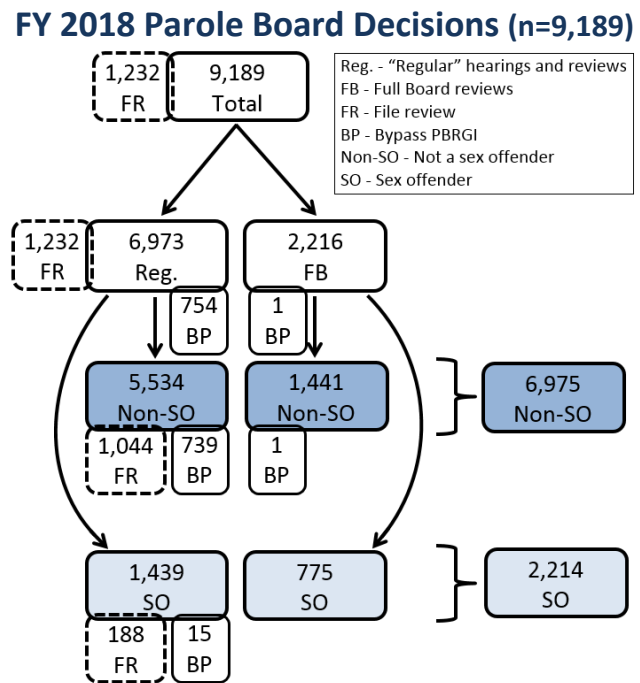 FY 2018 Parole Board Decisions (n=9,189)
1,232
FR
9,189
Total
Reg. - “Regular” hearings and reviews
FB - Full Board reviews
FR - File review
BP - Bypass PBRGI
Non-SO - Not a sex offender
SO - Sex offender
1,232
FR
6,973
Reg.
2,216
FB
754
BP
1
BP
5,534
Non-SO
1,441
Non-SO
6,975
Non-SO
1,044
FR
739
BP
1
BP
1,439
SO
775
SO
2,214
SO
188
FR
15
BP